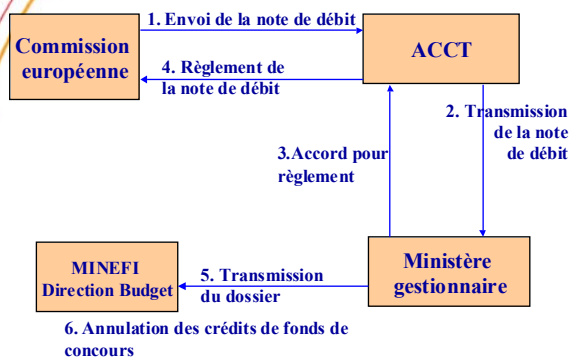 1. Envoi de la note de débit
Commission
européenne
ACCT
4. Règlement de
la note de débit
2. Transmission
de la note
de débit
3.Accord pour
règlement
Ministère
gestionnaire
MINEFI
Direction Budget
5. Transmission
du dossier
6. Annulation des crédits de fonds de
concours